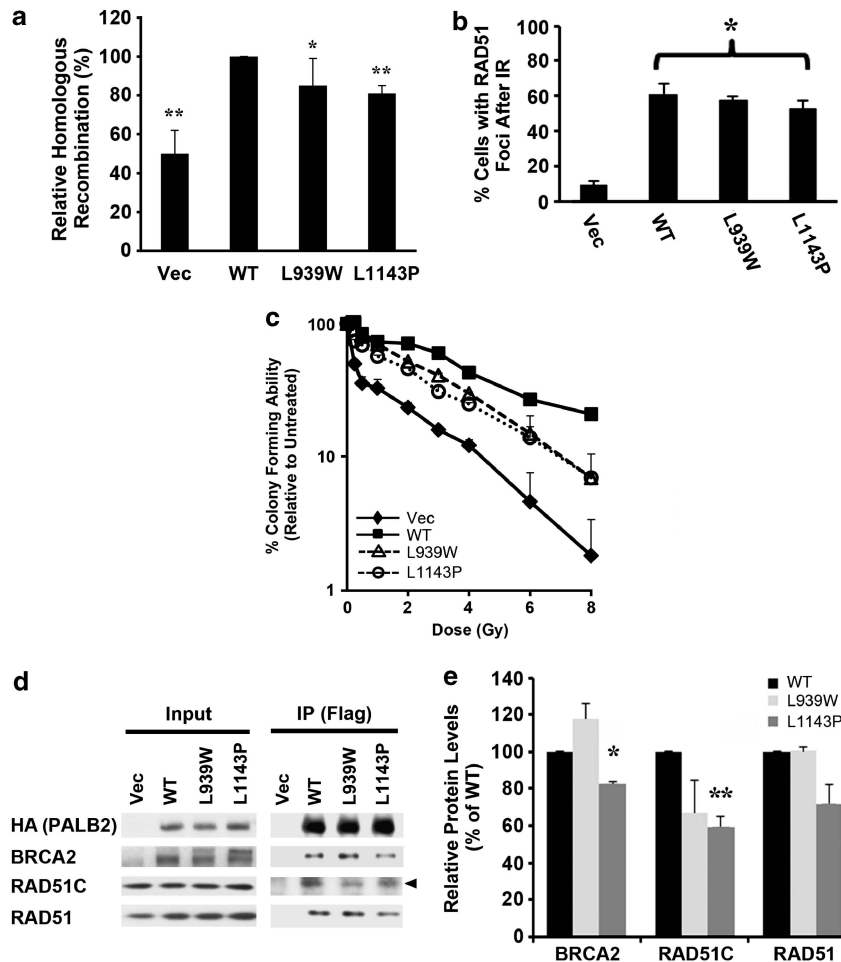 a
Relative Homologous
Recombination (%)
120
100
80
60
40
20
0
**
*
**
Vec WT L939W L1143P
b
% Cells with RAD51
Foci After IR
100
80
60
40
20
0
*
Vec
WT
L939W
L1143P
c
% Colony Forming Ability
(Relative to Untreated)
100
10
1
Vec
WT
L939W
L1143P
0 2 4 6 8
Dose (Gy)
d
Input IP (Flag)
Vec WT L939W L1143P Vec WT L939W L1143P
HA (PALB2)
BRCA2
RAD51C
RAD51
e
Relative Protein Levels
(% of WT)
140
120
100
80
60
40
20
0
WT
L939W
L1143P
*
**
BRCA2 RAD51C RAD51